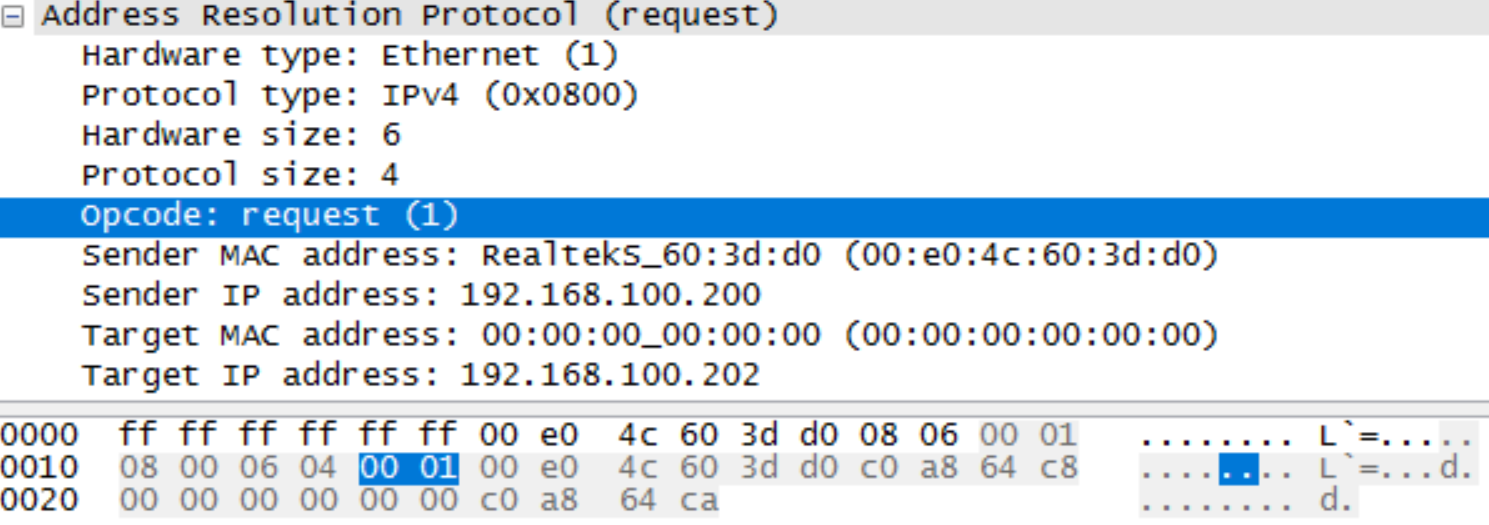 Address Resolution Protocol (request)
Hardware type: Ethernet (1)
Protocol type: IPv4 (0x0800)
Hardware size: 6
Protocol size: 4
Opcode: request (1)
Sender MAC address: RealtekS_60:3d:d0 (00:e0:4c:60:3d:d0)
Sender IP address: 192.168.100.200
Target MAC address: 00:00:00_00:00:00 (00:00:00:00:00:00)
Target IP address: 192.168.100.202
0000 ff ff ff ff ff ff 00 e0 4c 60 3d d0 08 06 00 01 ........ L`=.....
0010 08 00 06 04 00 01 00 e0 4c 60 3d d0 c0 a8 64 c8 ........ L`=...d.
0020 00 00 00 00 00 00 c0 a8 64 ca ........ d.